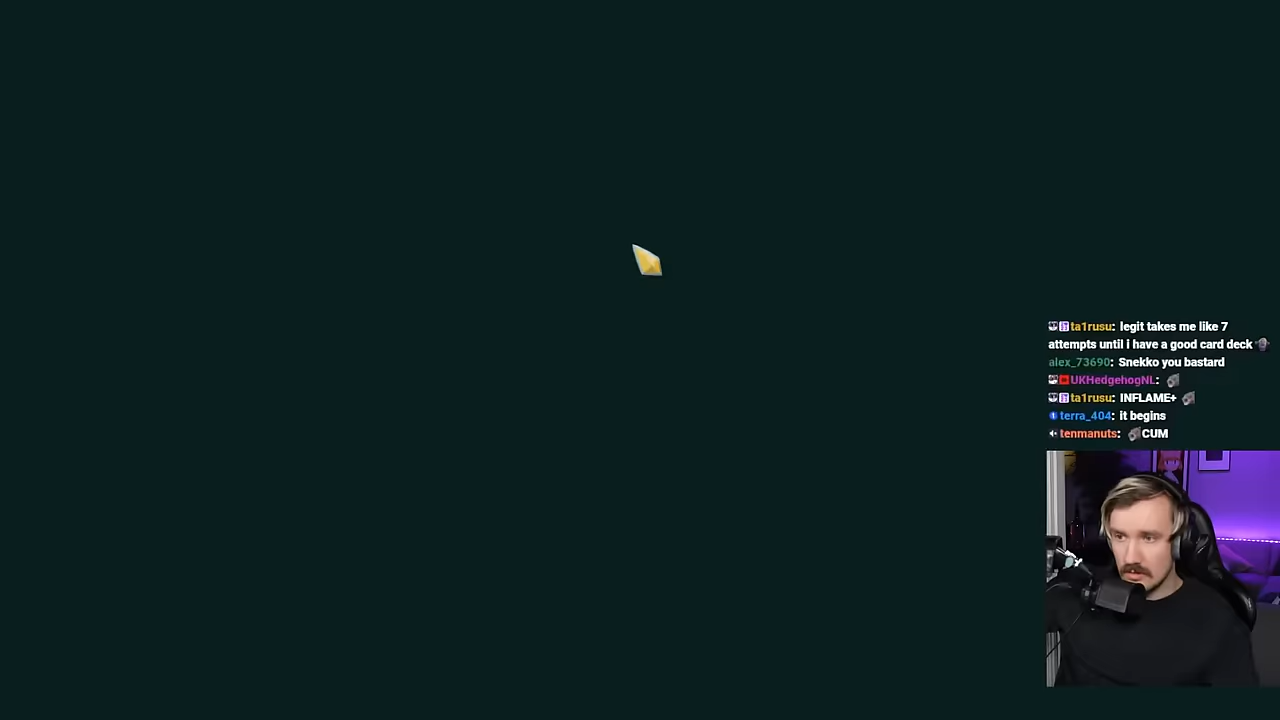 ta1rusu: legit takes me like 7
attempts until i have a good card deck
alex_73690: Snekko you bastard
UKHedgehogNL:
ta1rusu: INFLAME+
terra_404: it begins
tenmanuts: CUM